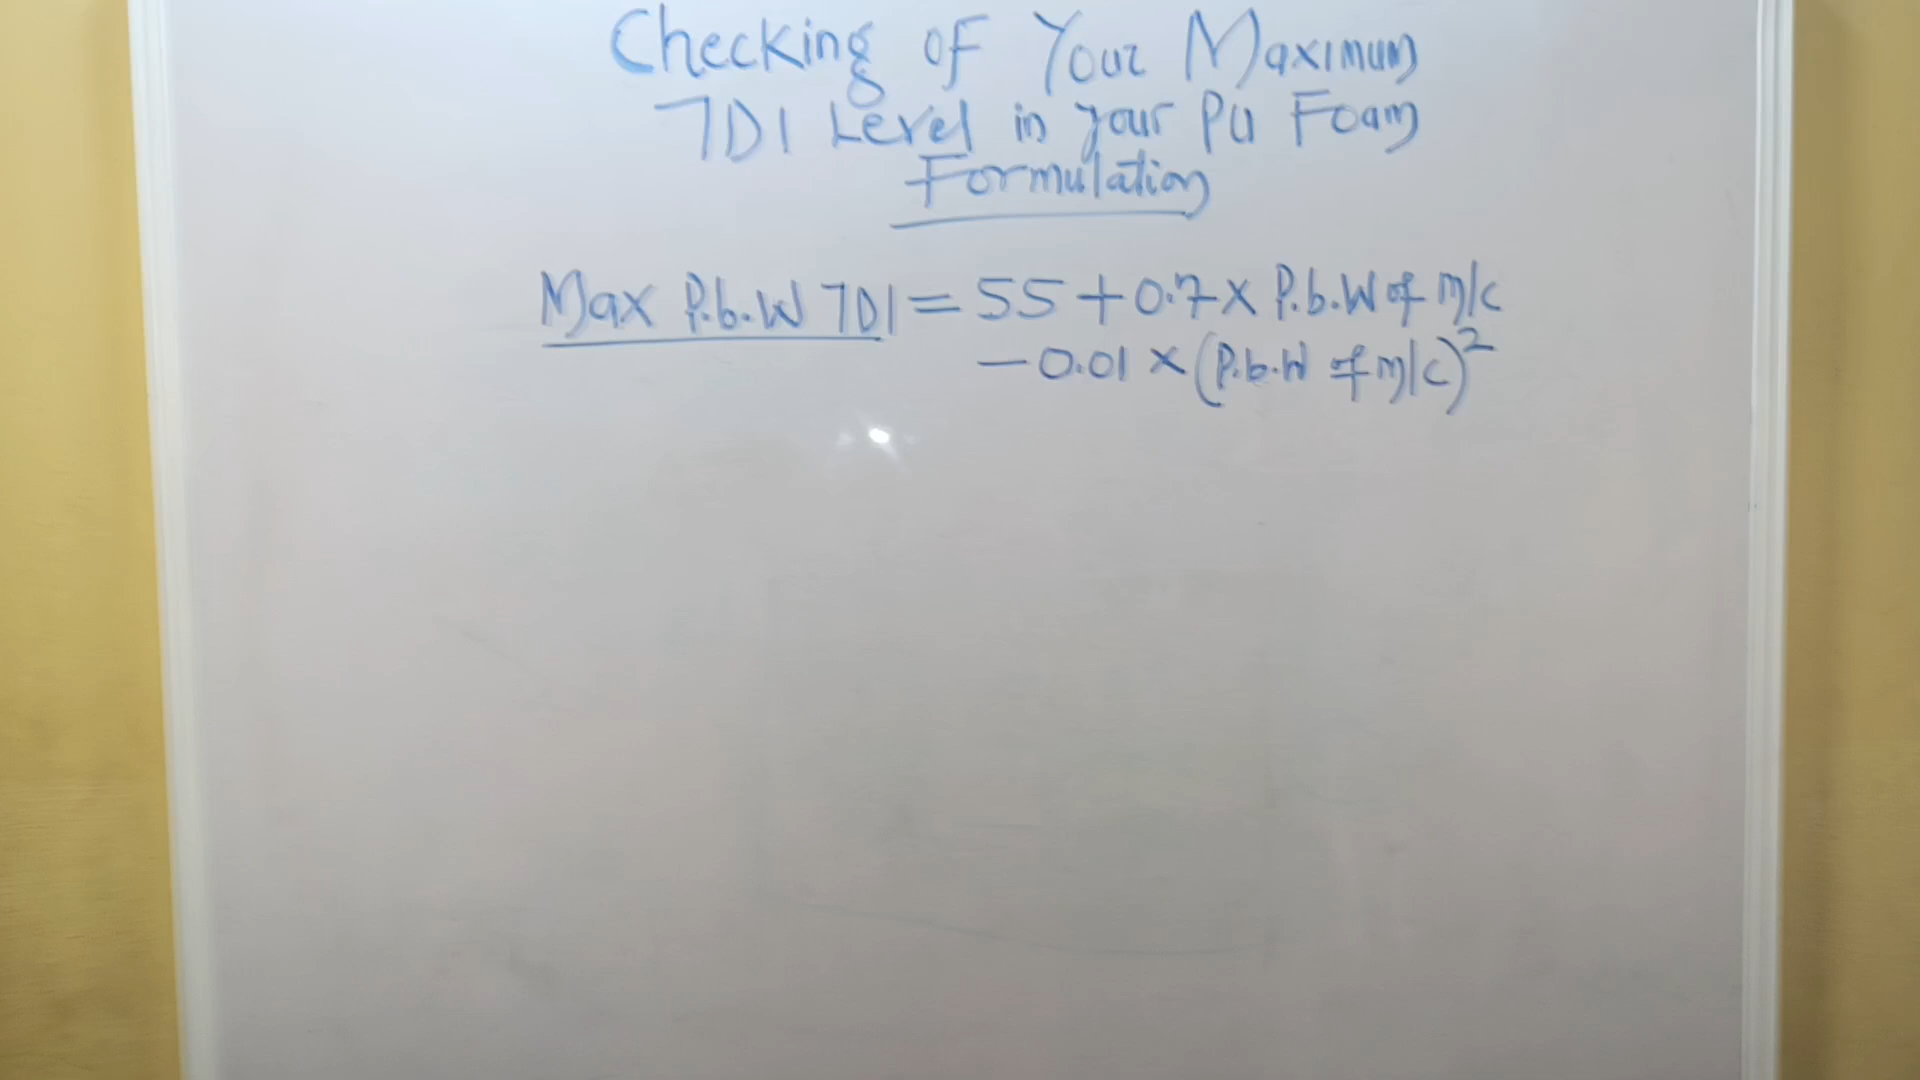 Checking of Your Maximum
TDI Level in your PU Foam
Formulation
Max P.b.W TDI = 55 + 0.7 x P.b.W of m/c
- 0.01 x (P.b.W of m/c)²